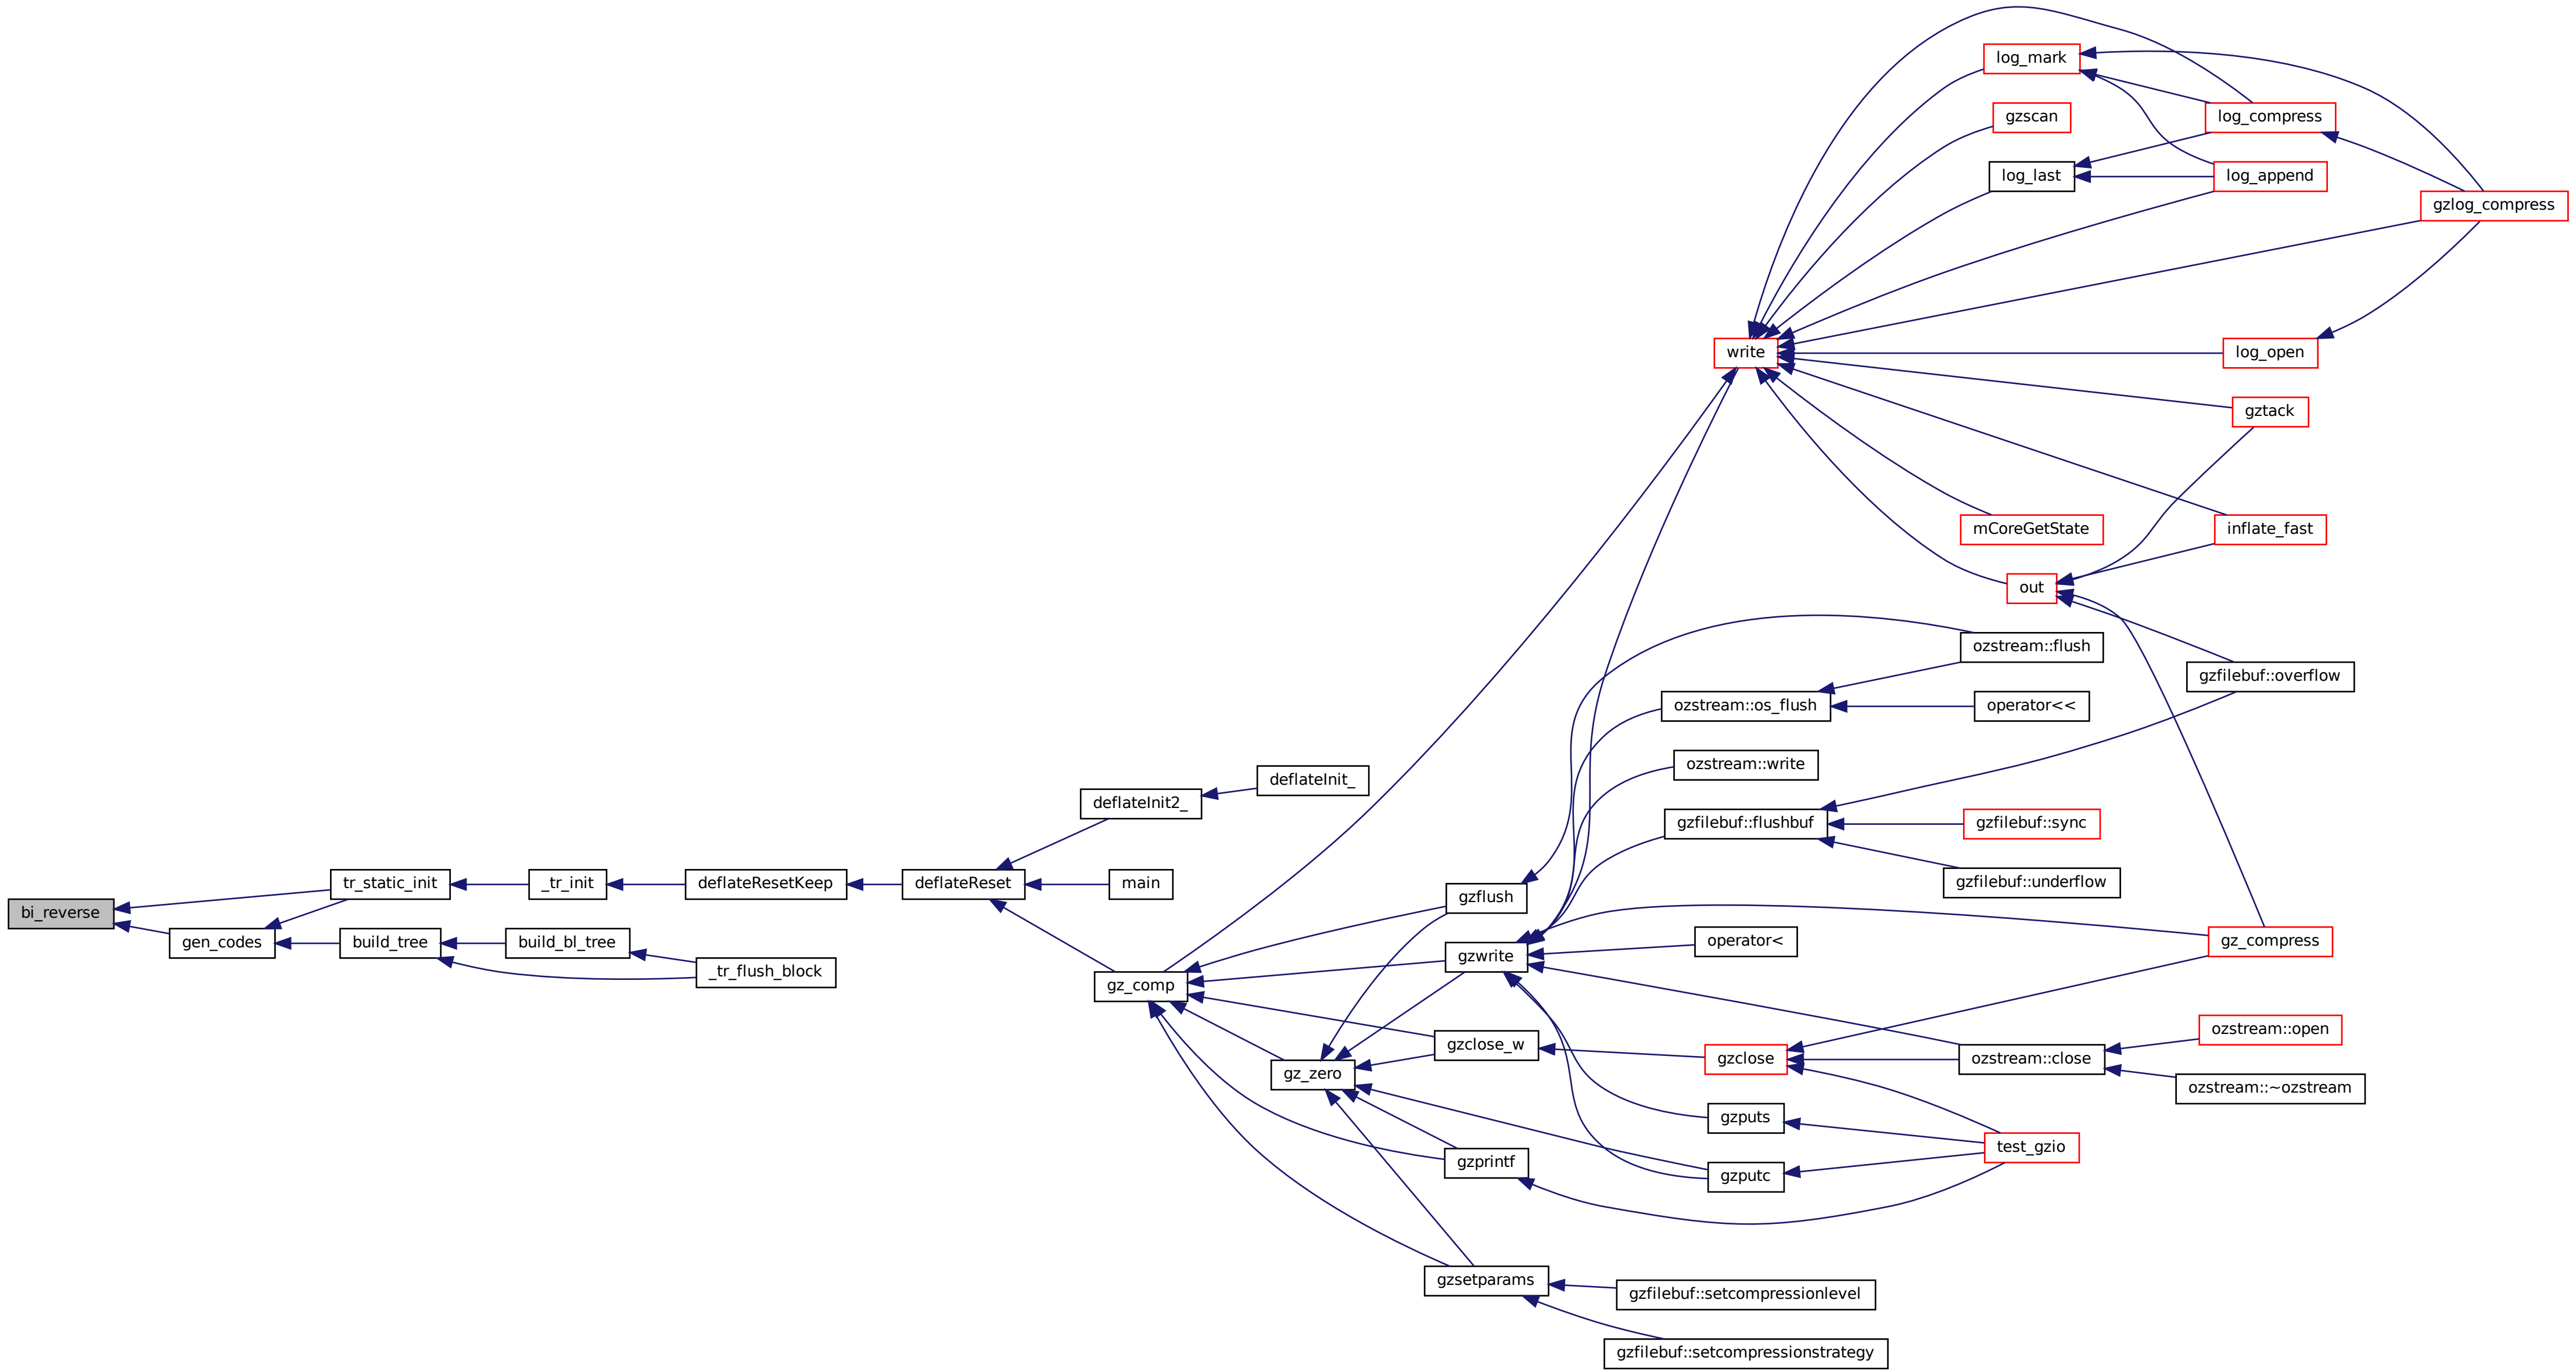 log_mark
gzscan
log_compress
log_last
log_append
gzlog_compress
write
log_open
gztack
mCoreGetState
inflate_fast
out
ozstream::flush
gzfilebuf::overflow
ozstream::os_flush
operator<<
ozstream::write
deflateInit_
deflateInit2_
gzfilebuf::flushbuf
gzfilebuf::sync
tr_static_init
_tr_init
deflateResetKeep
deflateReset
main
gzfilebuf::underflow
gzflush
bi_reverse
gen_codes
build_tree
build_bl_tree
_tr_flush_block
gzwrite
operator<
gz_compress
gz_comp
gzclose_w
gzclose
ozstream::close
ozstream::open
gz_zero
ozstream::~ozstream
gzputs
test_gzio
gzprintf
gzputc
gzsetparams
gzfilebuf::setcompressionlevel
gzfilebuf::setcompressionstrategy